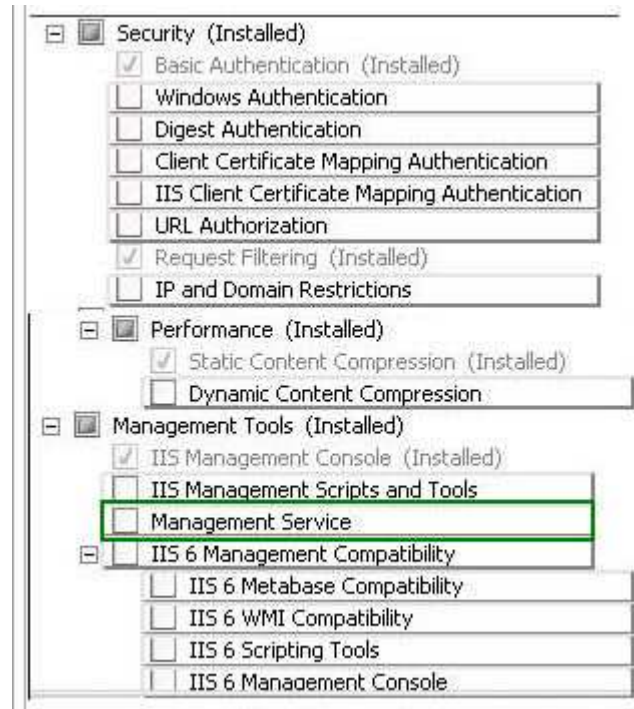 Security (Installed)
Basic Authentication (Installed)
Windows Authentication
Digest Authentication
Client Certificate Mapping Authentication
IIS Client Certificate Mapping Authentication
URL Authorization
Request Filtering (Installed)
IP and Domain Restrictions
Performance (Installed)
Static Content Compression (Installed)
Dynamic Content Compression
Management Tools (Installed)
IIS Management Console (Installed)
IIS Management Scripts and Tools
Management Service
IIS 6 Management Compatibility
IIS 6 Metabase Compatibility
IIS 6 WMI Compatibility
IIS 6 Scripting Tools
IIS 6 Management Console